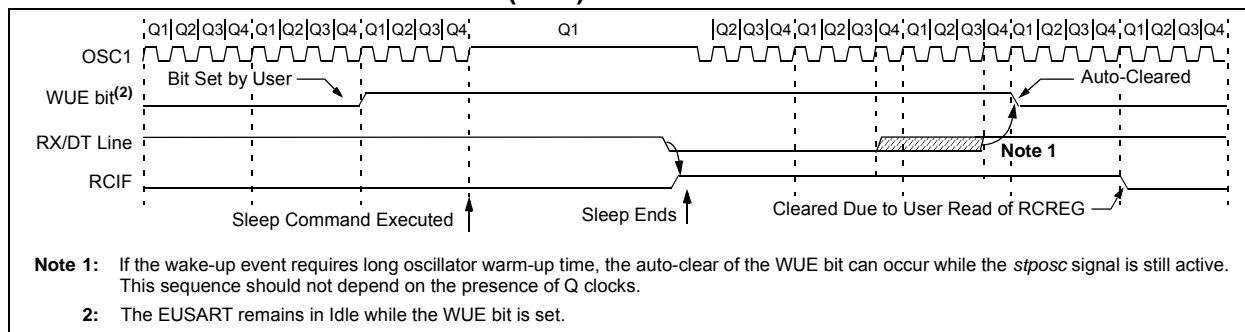 Q1 Q2 Q3 Q4 Q1 Q2 Q3 Q4 Q1 Q2 Q3 Q4 Q1 Q2 Q3 Q4 Q1 Q2 Q3 Q4 Q1 Q2 Q3 Q4 Q1 Q2 Q3 Q4 Q1 Q2 Q3 Q4
OSC1
Bit Set by User
Auto-Cleared
WUE bit(2)
RX/DT Line
Note 1
RCIF
Sleep Command Executed
Sleep Ends
Cleared Due to User Read of RCREG
Note 1: If the wake-up event requires long oscillator warm-up time, the auto-clear of the WUE bit can occur while the stposc signal is still active.
This sequence should not depend on the presence of Q clocks.
2: The EUSART remains in Idle while the WUE bit is set.